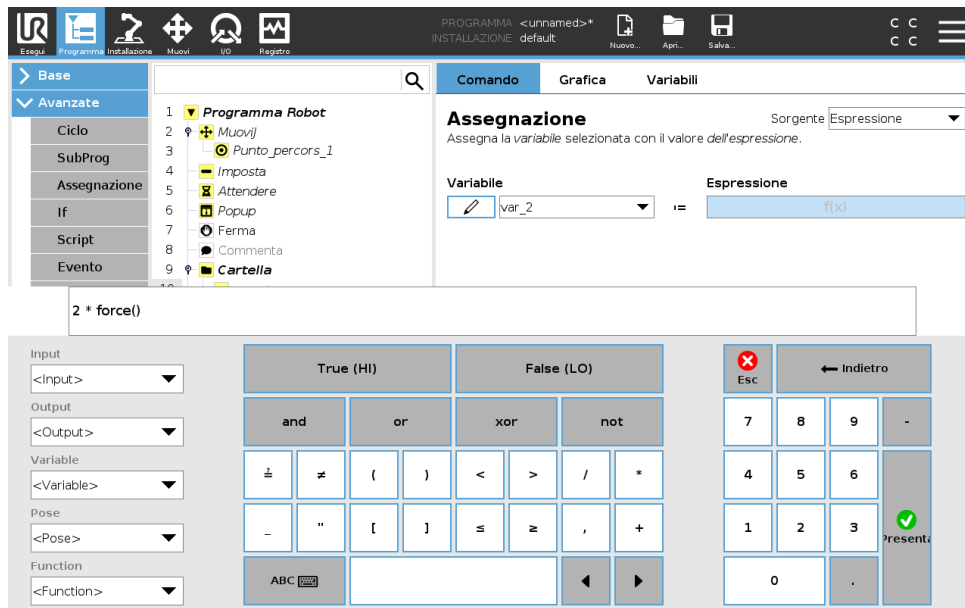 PROGRAMMA <unnamed>*
INSTALLAZIONE default
Esegui Programma Installazione Muovi I/O Registro Nuovo... Apri... Salva...
C C
C C
Base
Avanzate
Ciclo
SubProg
Assegnazione
If
Script
Evento
1 Programma Robot
2 MuoviJ
3 Punto_percors_1
4 Imposta
5 Attendere
6 Popup
7 Ferma
8 Commenta
9 Cartella
Comando Grafica Variabili
Assegnazione
Sorgente Espressione
Assegna la variabile selezionata con il valore dell'espressione.
Variabile Espressione
var_2 := f(x)
2 * force()
Input
<Input>
Output
<Output>
Variable
<Variable>
Pose
<Pose>
Function
<Function>
True (HI) False (LO)
and or xor not
≟ ≠ ( ) < > / *
_ " [ ] ≤ ≥ , +
ABC
Esc Indietro
7 8 9 -
4 5 6
1 2 3
Presenta
0 .